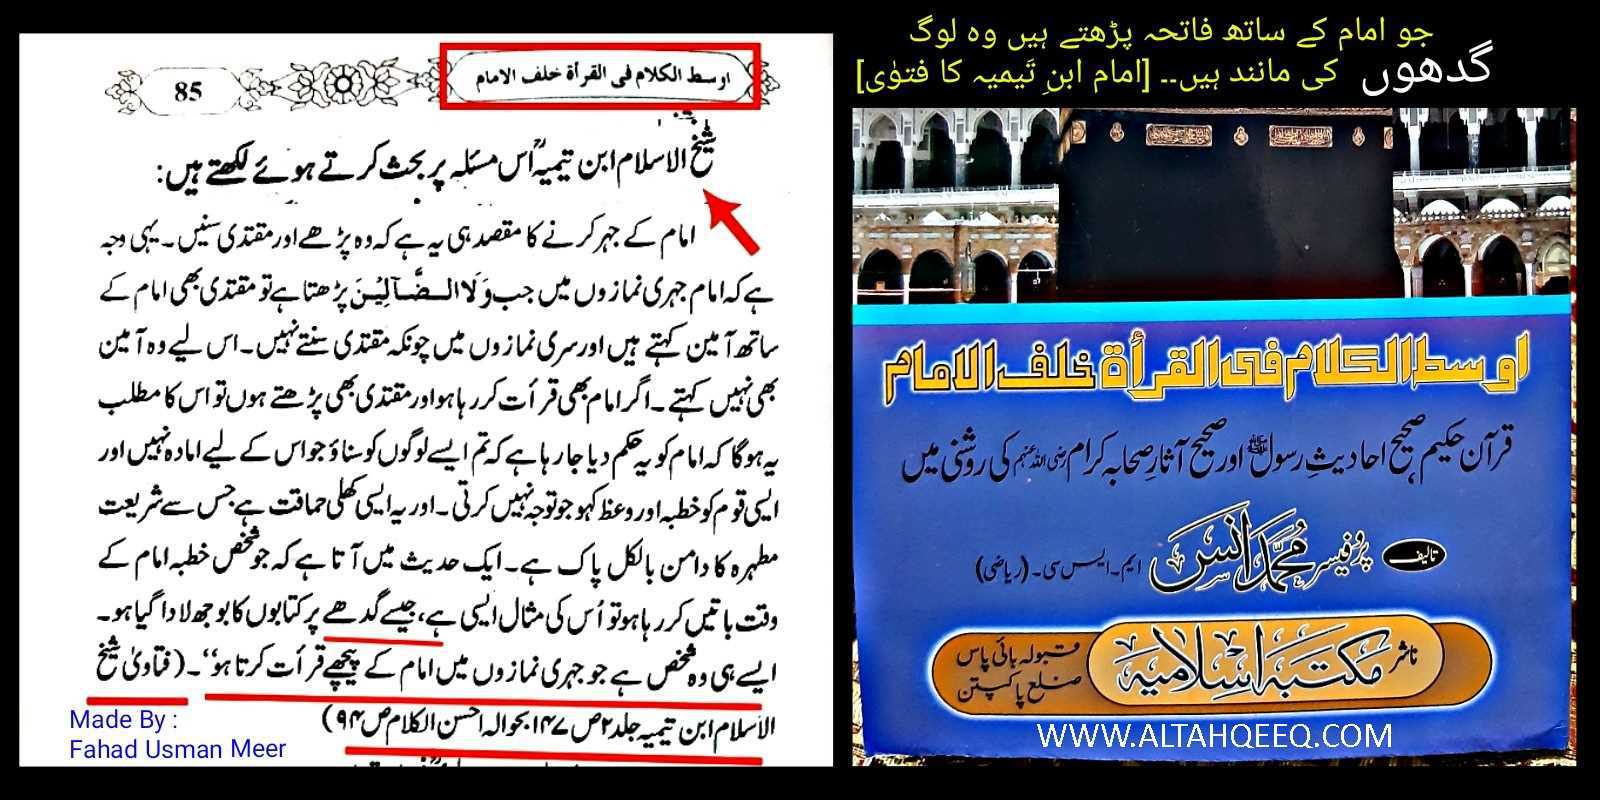 اوسط الکلام فی القرأۃ خلف الامام
85
شیخ الاسلام ابن تیمیہؒ اس مسئلہ پر بحث کرتے ہوئے لکھتے ہیں:
امام کے جہر کرنے کا مقصد ہی یہ ہے کہ وہ پڑھے اور مقتدی سنیں۔ یہی وجہ
ہے کہ امام جہری نمازوں میں جب وَلَا الضَّآلِیْنَ پڑھتا ہے تو مقتدی بھی امام کے
ساتھ آمین کہتے ہیں اور سری نمازوں میں چونکہ مقتدی سنتے نہیں۔ اس لیے وہ آمین
بھی نہیں کہتے۔ اگر امام بھی قرأت کر رہا ہو اور مقتدی بھی پڑھتے ہوں تو اس کا مطلب
یہ ہوگا کہ امام کو یہ حکم دیا جا رہا ہے کہ تم ایسے لوگوں کو سناؤ جو اس کے لیے امادہ نہیں اور
ایسی قوم کو خطبہ اور وعظ کہو جو توجہ نہیں کرتی۔ اور یہ ایسی کھلی حماقت ہے جس سے شریعت
مطہرہ کا دامن بالکل پاک ہے۔ ایک حدیث میں آتا ہے کہ جو شخص خطبہ امام کے
وقت باتیں کر رہا ہو تو اُس کی مثال ایسی ہے، جیسے گدھے پر کتابوں کا بوجھ لادا گیا ہو۔
ایسے ہی وہ شخص ہے جو جہری نمازوں میں امام کے پیچھے قرأت کرتا ہو‘‘۔ (فتاویٰ شیخ
الاسلام ابن تیمیہ جلد ۲ ص ۱۴۷ بحوالہ احسن الکلام ص ۹۴)
Made By :
Fahad Usman Meer
جو امام کے ساتھ فاتحہ پڑھتے ہیں وہ لوگ
گدھوں کی مانند ہیں۔۔ [امام ابنِ تَیمیہ کا فتوٰی]
اوسط الکلام فی القرأۃ خلف الامام
قرآن حکیم صحیح احادیثِ رسول ﷺ اور صحیح آثارِ صحابہ کرام رضی اللہ عنہم کی روشنی میں
تالیف
پروفیسر محمد انس ایم۔ ایس سی۔ (ریاضی)
ناشر مکتبہ اسلامیہ قبولہ بائی پاس
ضلع پاکپتن
WWW.ALTAHQEEQ.COM